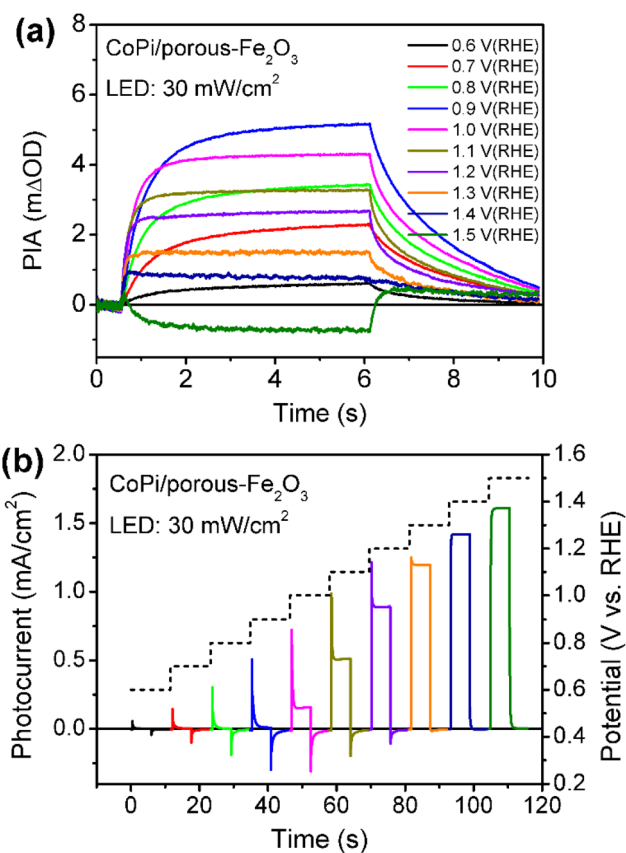 (a)
8
6
4
2
0
PIA (mΔOD)
CoPi/porous-Fe₂O₃
LED: 30 mW/cm²
0.6 V(RHE)
0.7 V(RHE)
0.8 V(RHE)
0.9 V(RHE)
1.0 V(RHE)
1.1 V(RHE)
1.2 V(RHE)
1.3 V(RHE)
1.4 V(RHE)
1.5 V(RHE)
0 2 4 6 8 10
Time (s)
(b)
2.0
1.5
1.0
0.5
0.0
Photocurrent (mA/cm²)
CoPi/porous-Fe₂O₃
LED: 30 mW/cm²
1.6
1.4
1.2
1.0
0.8
0.6
0.4
0.2
Potential (V vs. RHE)
0 20 40 60 80 100 120
Time (s)